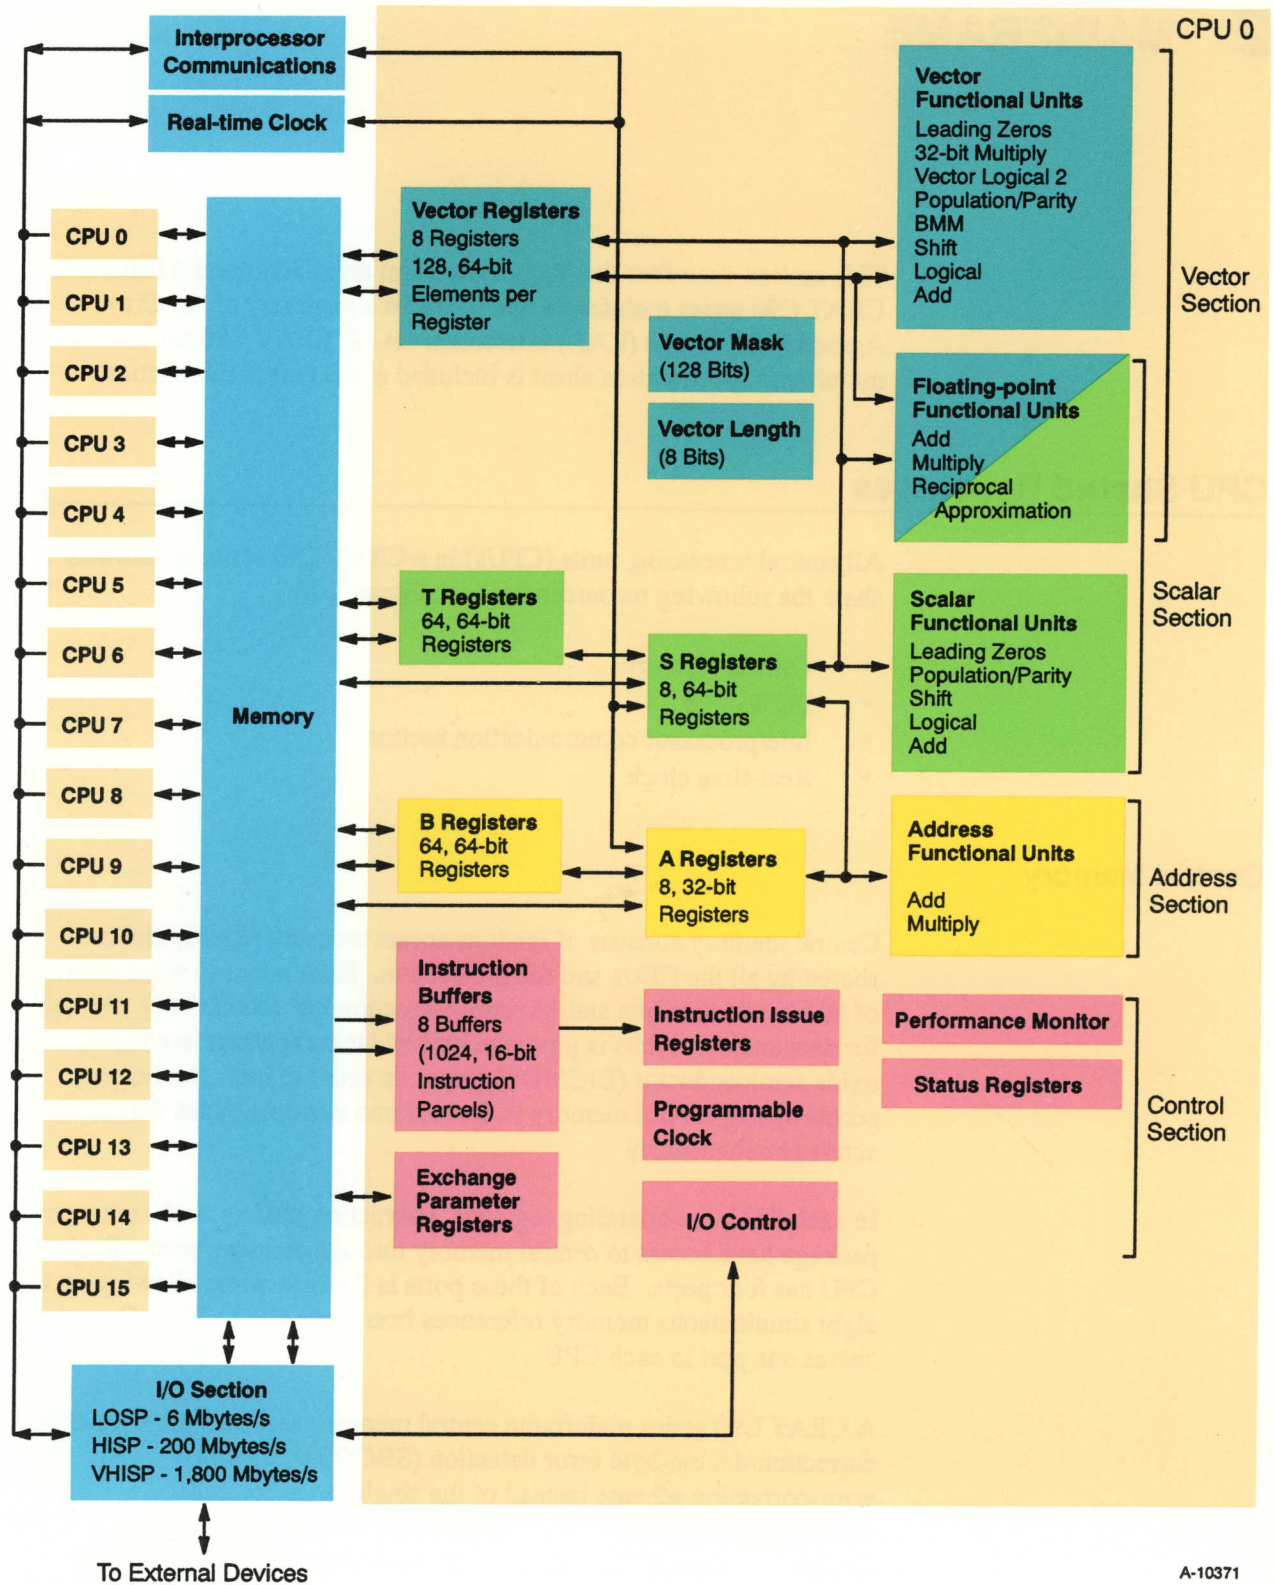 CPU 0
Interprocessor
Communications
Real-time Clock
Vector
Functional Units
Leading Zeros
32-bit Multiply
Vector Logical 2
Population/Parity
BMM
Shift
Logical
Add
Vector
Section
Vector Registers
8 Registers
128, 64-bit
Elements per
Register
Vector Mask
(128 Bits)
Vector Length
(8 Bits)
Floating-point
Functional Units
Add
Multiply
Reciprocal
Approximation
CPU 0
CPU 1
CPU 2
CPU 3
CPU 4
CPU 5
CPU 6
CPU 7
CPU 8
CPU 9
CPU 10
CPU 11
CPU 12
CPU 13
CPU 14
CPU 15
Memory
T Registers
64, 64-bit
Registers
S Registers
8, 64-bit
Registers
Scalar
Functional Units
Leading Zeros
Population/Parity
Shift
Logical
Add
Scalar
Section
B Registers
64, 64-bit
Registers
A Registers
8, 32-bit
Registers
Address
Functional Units
Add
Multiply
Address
Section
Instruction
Buffers
8 Buffers
(1024, 16-bit
Instruction
Parcels)
Instruction Issue
Registers
Programmable
Clock
Performance Monitor
Status Registers
Control
Section
Exchange
Parameter
Registers
I/O Control
I/O Section
LOSP - 6 Mbytes/s
HISP - 200 Mbytes/s
VHISP - 1,800 Mbytes/s
To External Devices
A-10371